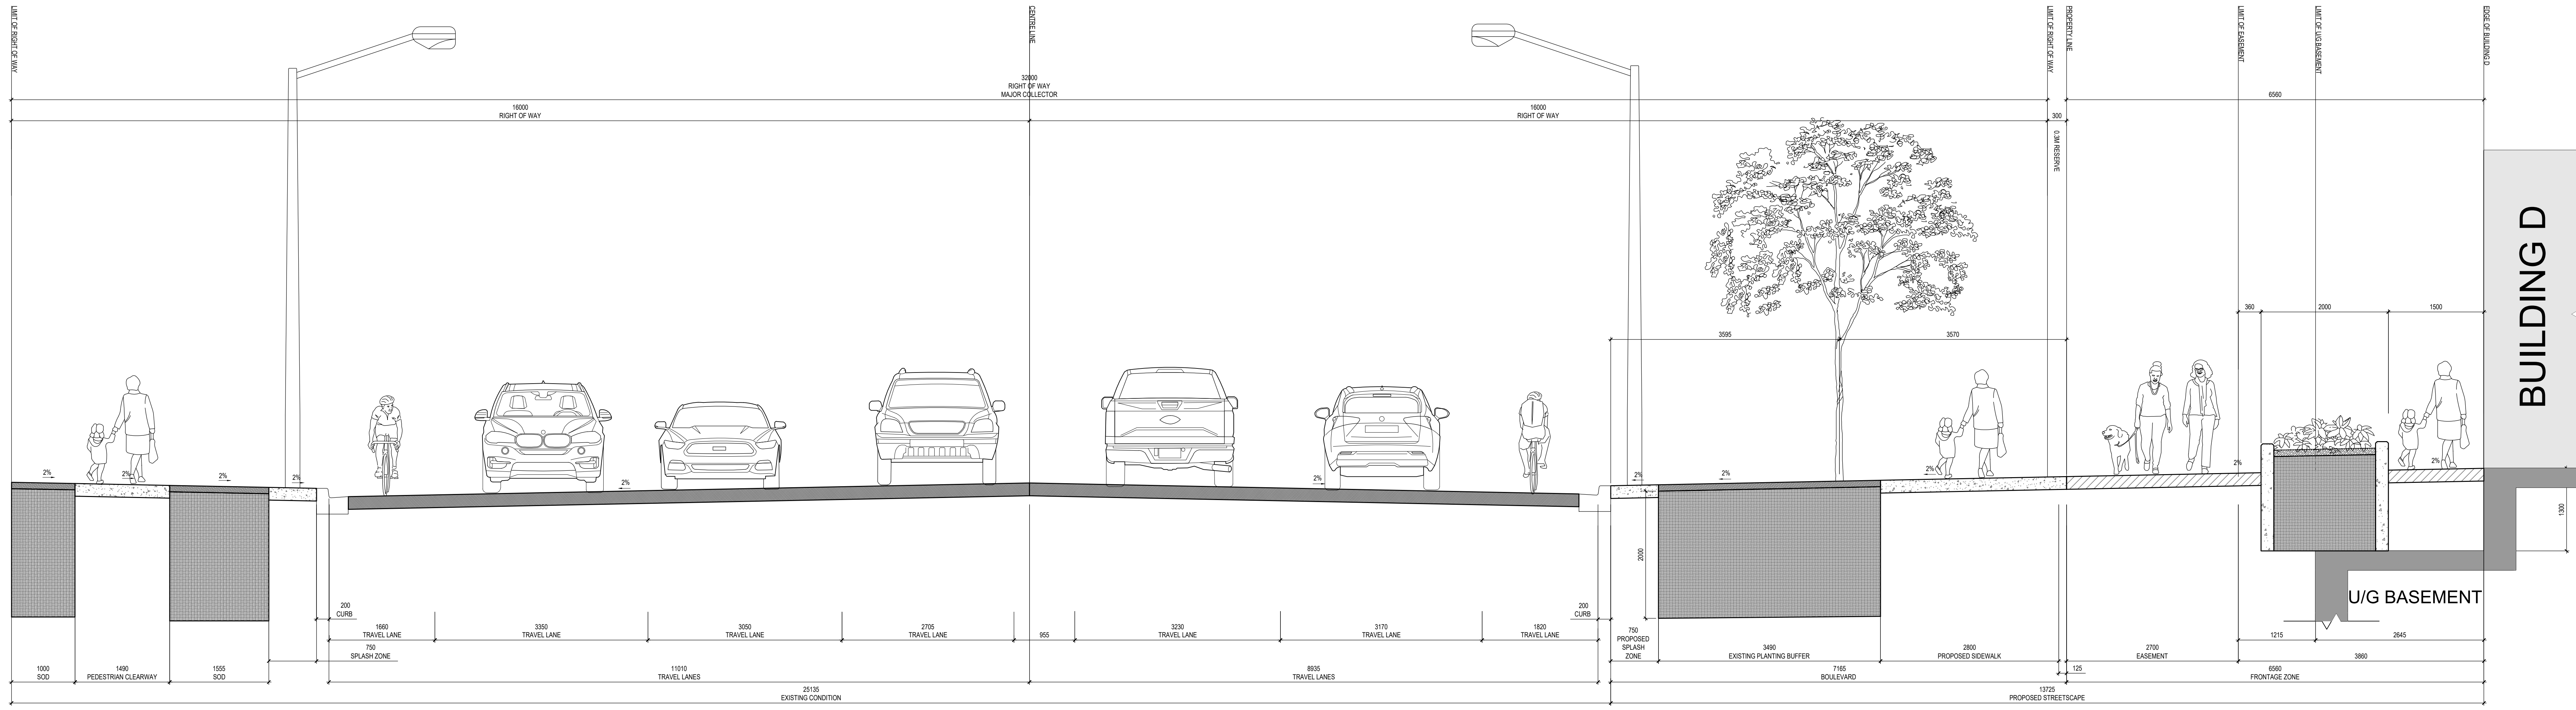 LIMIT OF RIGHT OF WAY
CENTRE LINE
LIMIT OF RIGHT OF WAY
PROPERTY LINE
LIMIT OF EASEMENT
LIMIT OF U/G BASEMENT
EDGE OF BUILDING D
32000
RIGHT OF WAY
MAJOR COLLECTOR
6560
16000
RIGHT OF WAY
16000
RIGHT OF WAY
300
0.3M RESERVE
BUILDING D
360
2000
1500
3595
3570
2%
2%
2%
2%
2%
2%
2%
2%
2%
2%
2%
2%
1300
2000
U/G BASEMENT
200
CURB
200
CURB
1660
TRAVEL LANE
3350
TRAVEL LANE
3050
TRAVEL LANE
2705
TRAVEL LANE
955
3230
TRAVEL LANE
3170
TRAVEL LANE
1820
TRAVEL LANE
1215
2645
750
SPLASH ZONE
750
PROPOSED
SPLASH
ZONE
3490
EXISTING PLANTING BUFFER
2800
PROPOSED SIDEWALK
2700
EASEMENT
3860
1000
SOD
1490
PEDESTRIAN CLEARWAY
1555
SOD
11010
TRAVEL LANES
8935
TRAVEL LANES
7165
BOULEVARD
125
6560
FRONTAGE ZONE
25135
EXISTING CONDITION
13725
PROPOSED STREETSCAPE